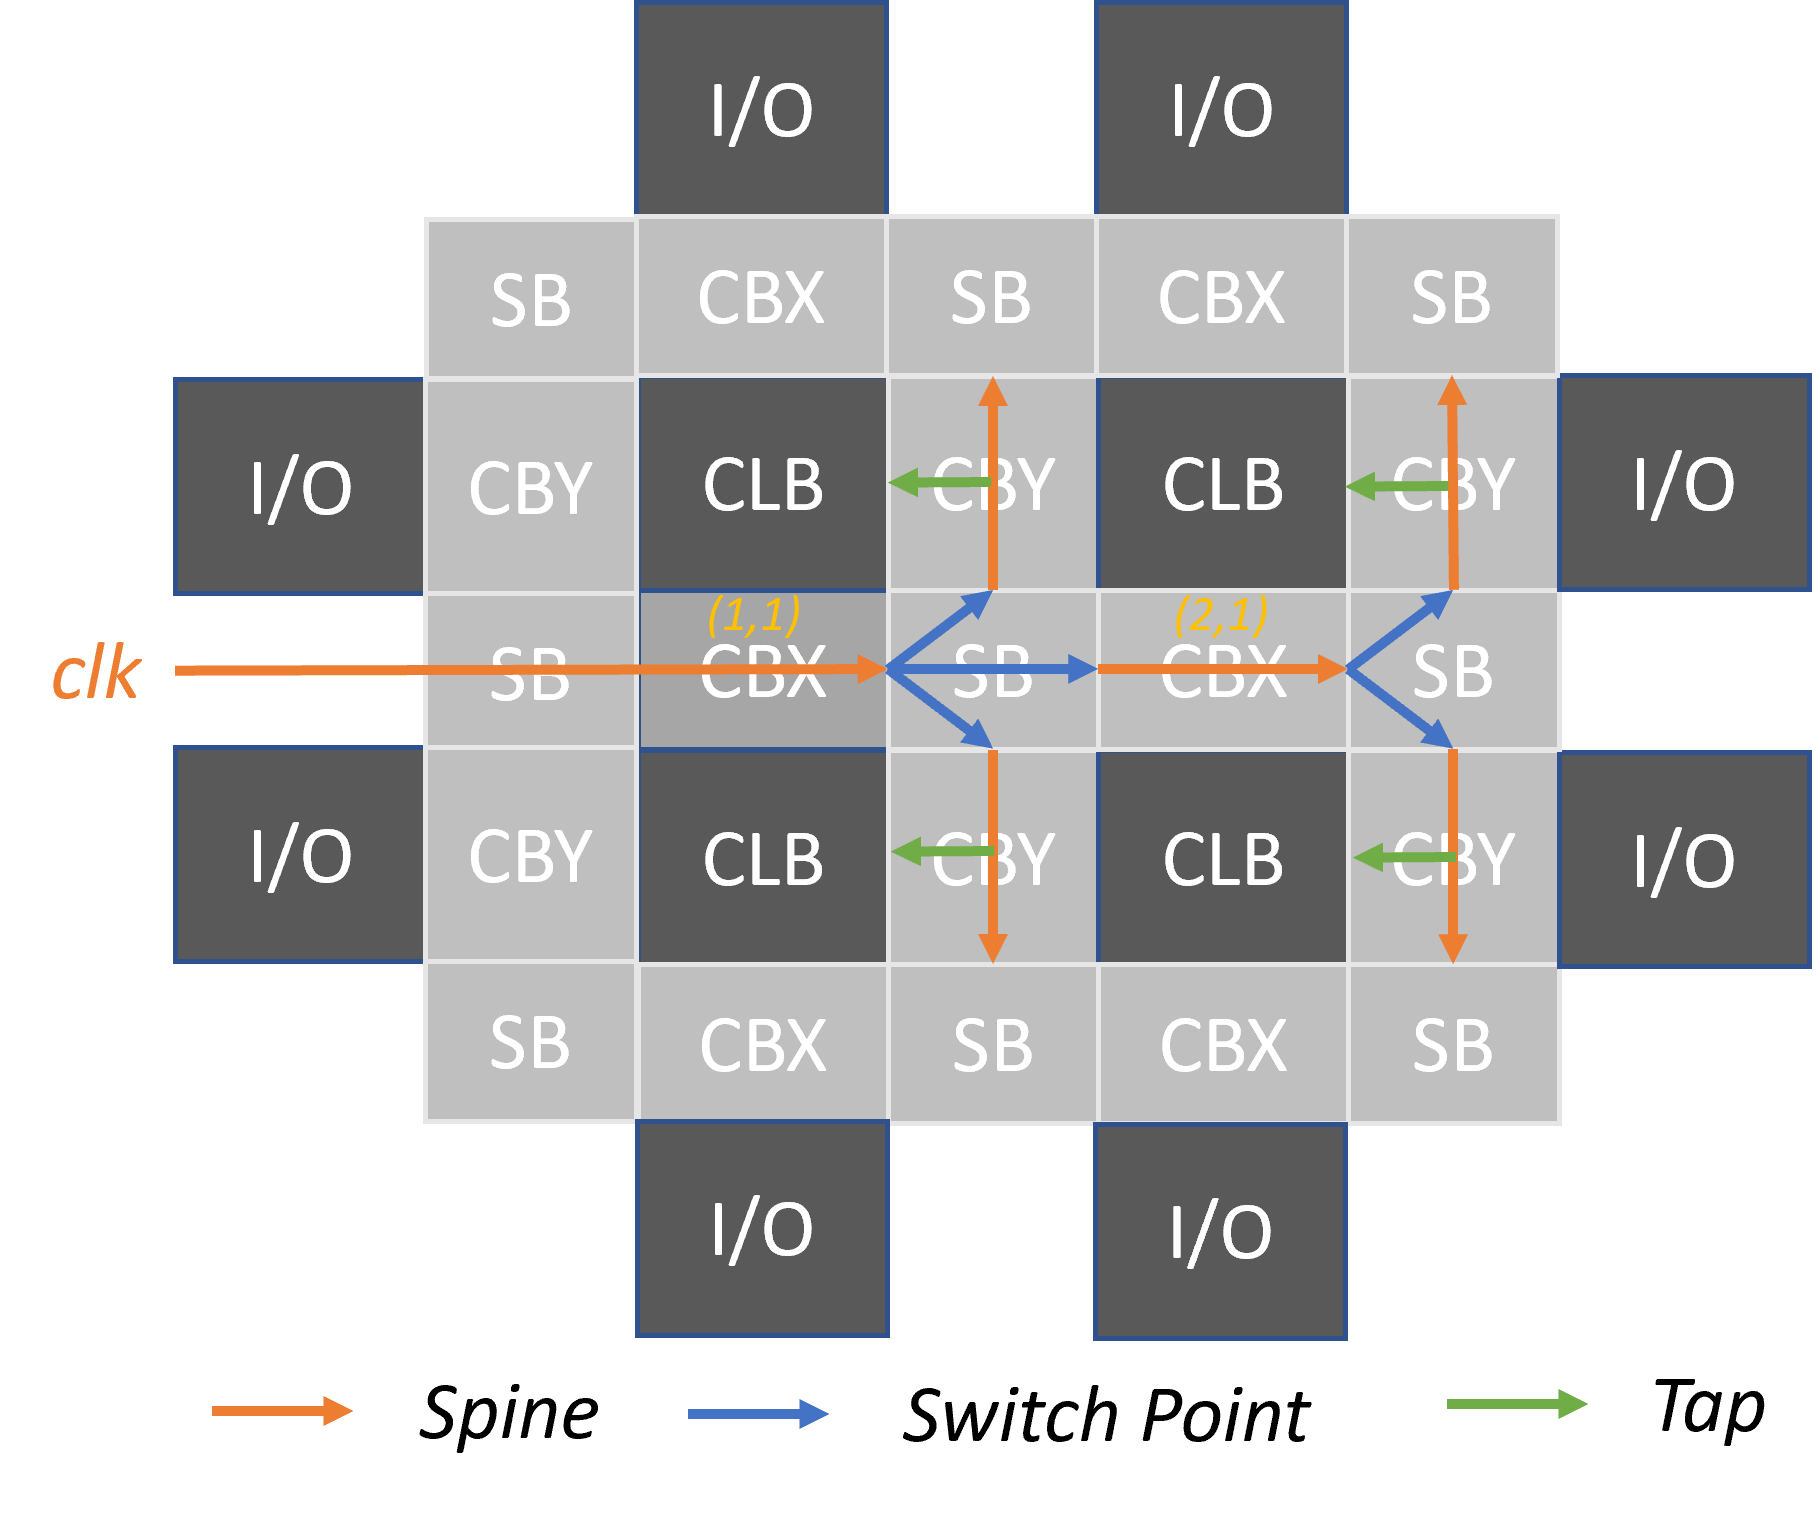 I/O I/O
SB CBX SB CBX SB
I/O CBY CLB CBY CLB CBY I/O
(1,1) (2,1)
clk SB CBX SB CBX SB
I/O CBY CLB CBY CLB CBY I/O
SB CBX SB CBX SB
I/O I/O
Spine Switch Point Tap